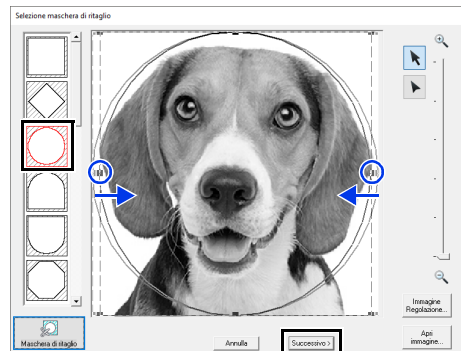 Selezione maschera di ritaglio
Immagine
Regolazione...
Maschera di ritaglio
Annulla
Successivo >
Apri
immagine...